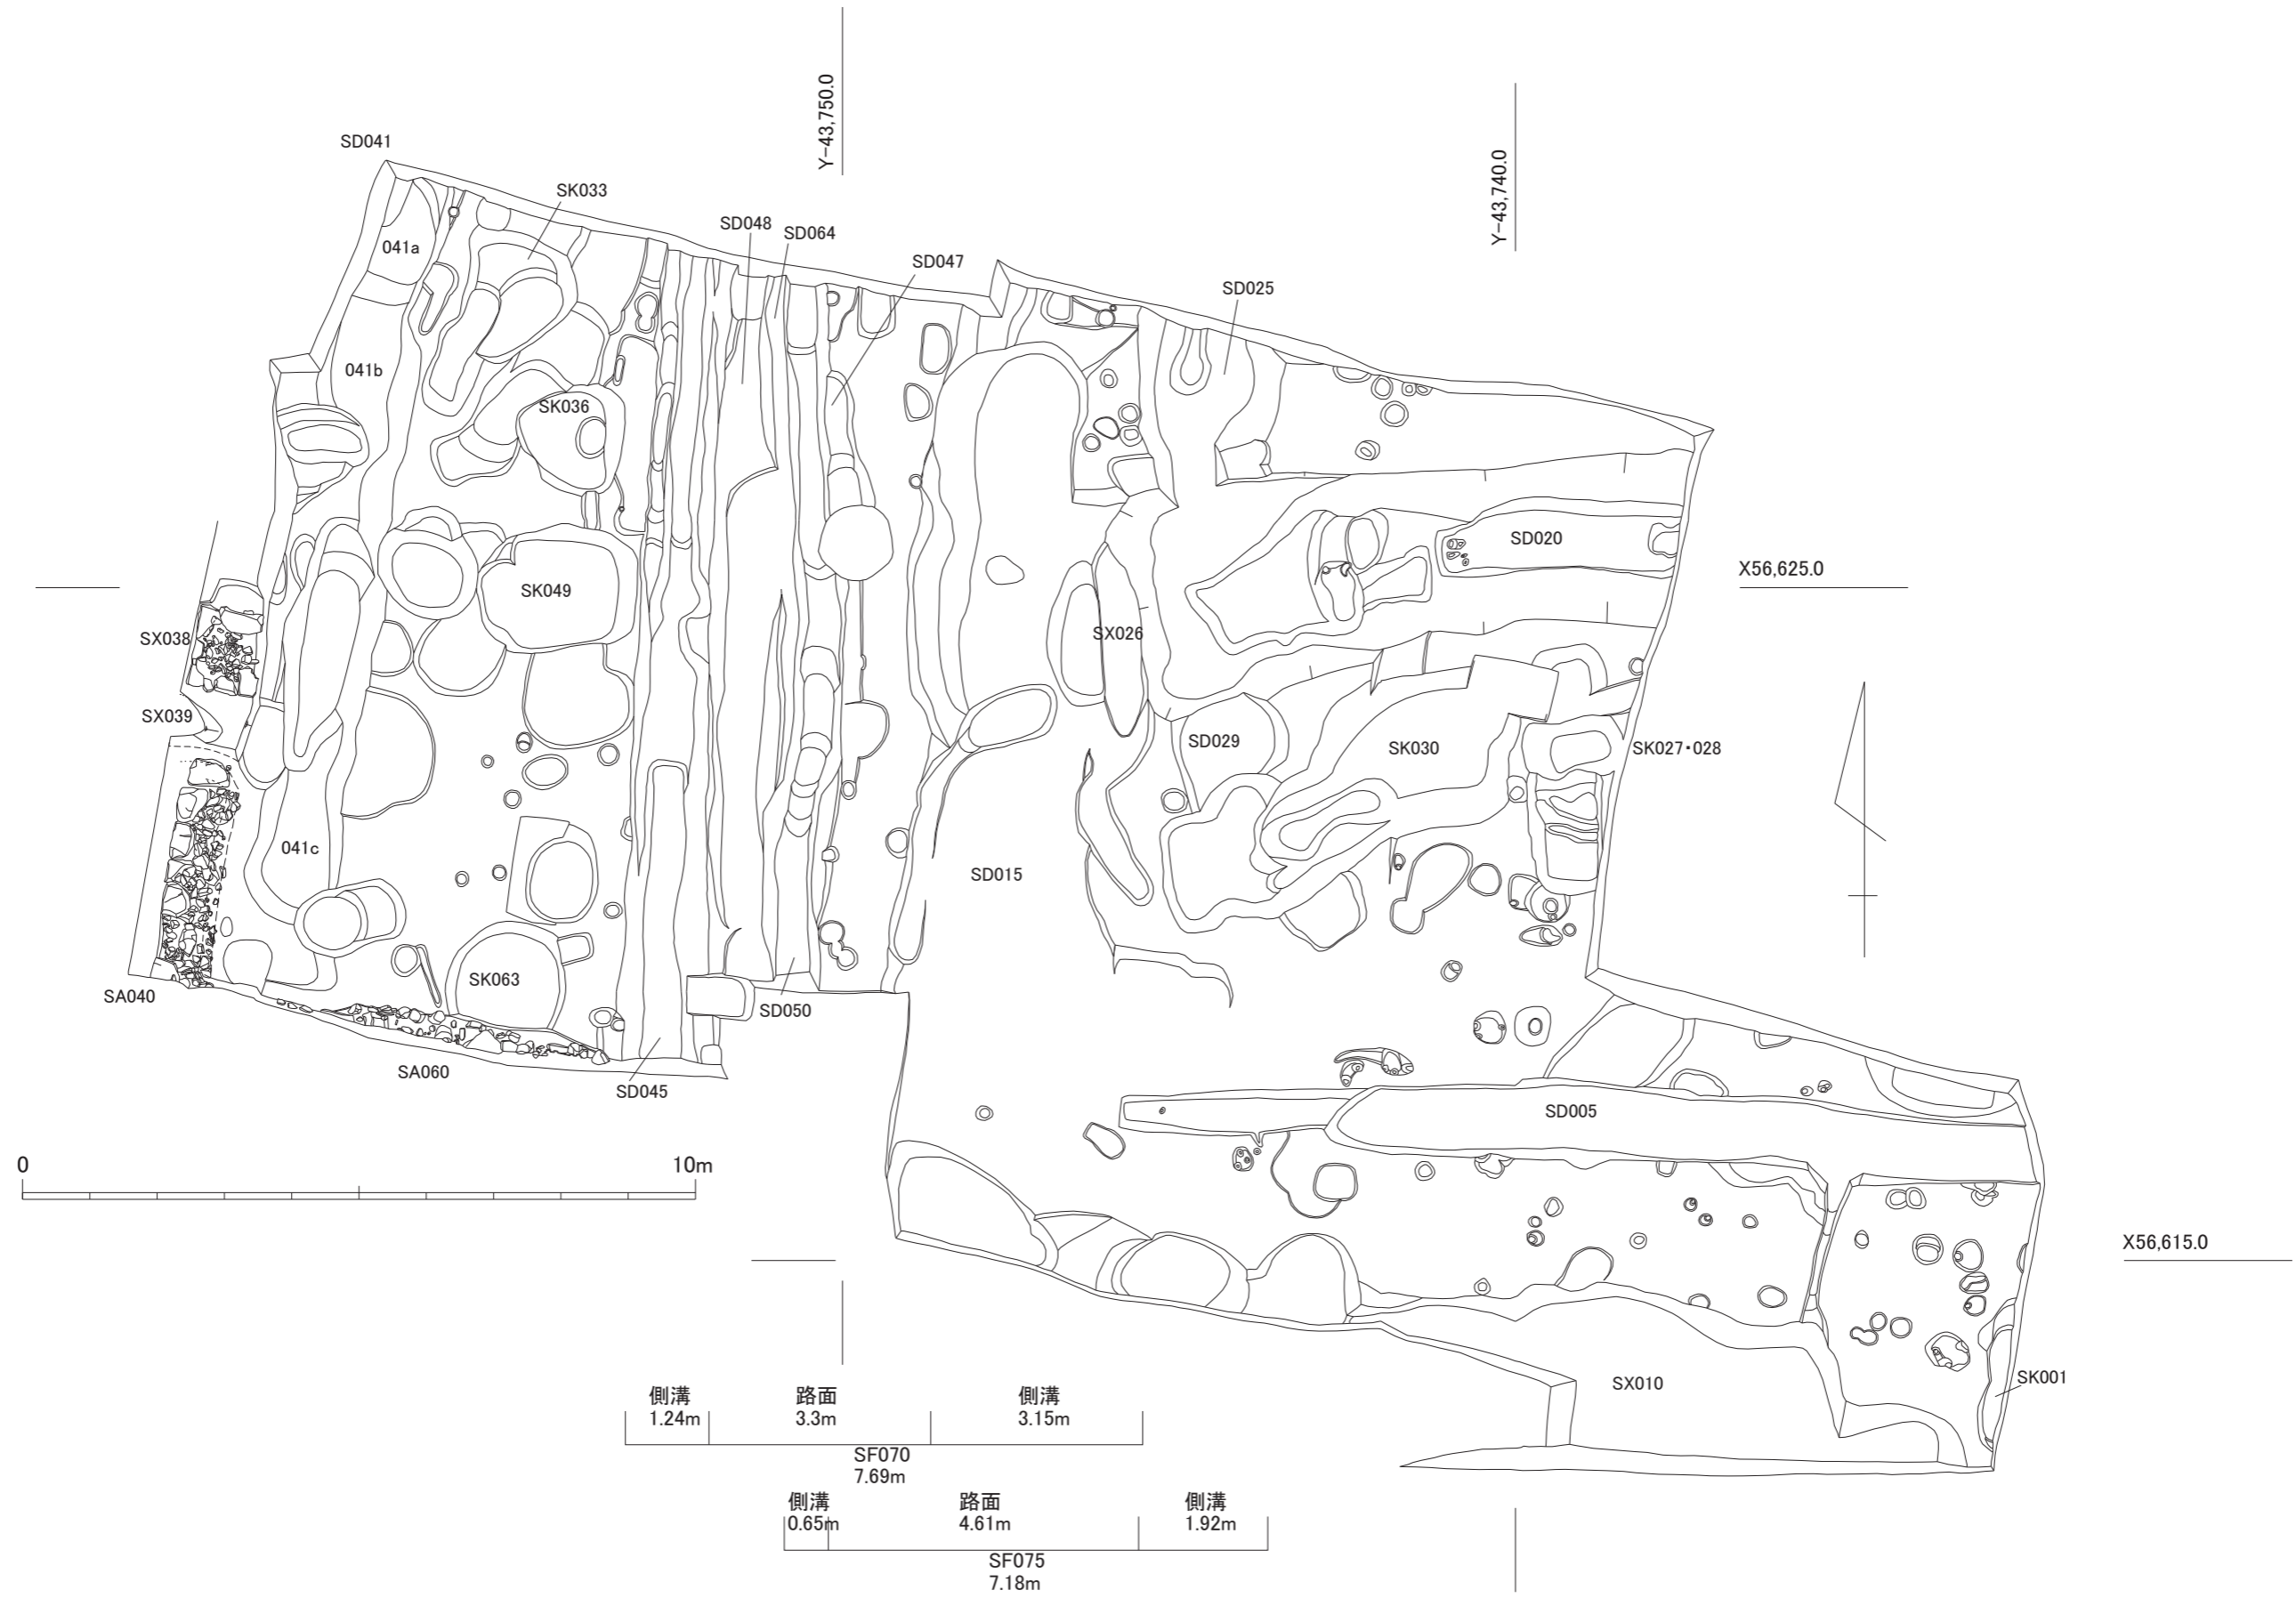 Y-43,750.0
Y-43,740.0
SD041
SK033
SD048
SD064
SD047
SD025
041a
041b
SK036
SD020
X56,625.0
SK049
SX026
SX038
SX039
SD029
SK030
SK027・028
041c
SD015
SK063
SA040
SD050
SA060
SD045
SD005
0
10m
X56,615.0
SX010
SK001
側溝 路面 側溝
1.24m 3.3m 3.15m
SF070
7.69m
側溝 路面 側溝
0.65m 4.61m 1.92m
SF075
7.18m